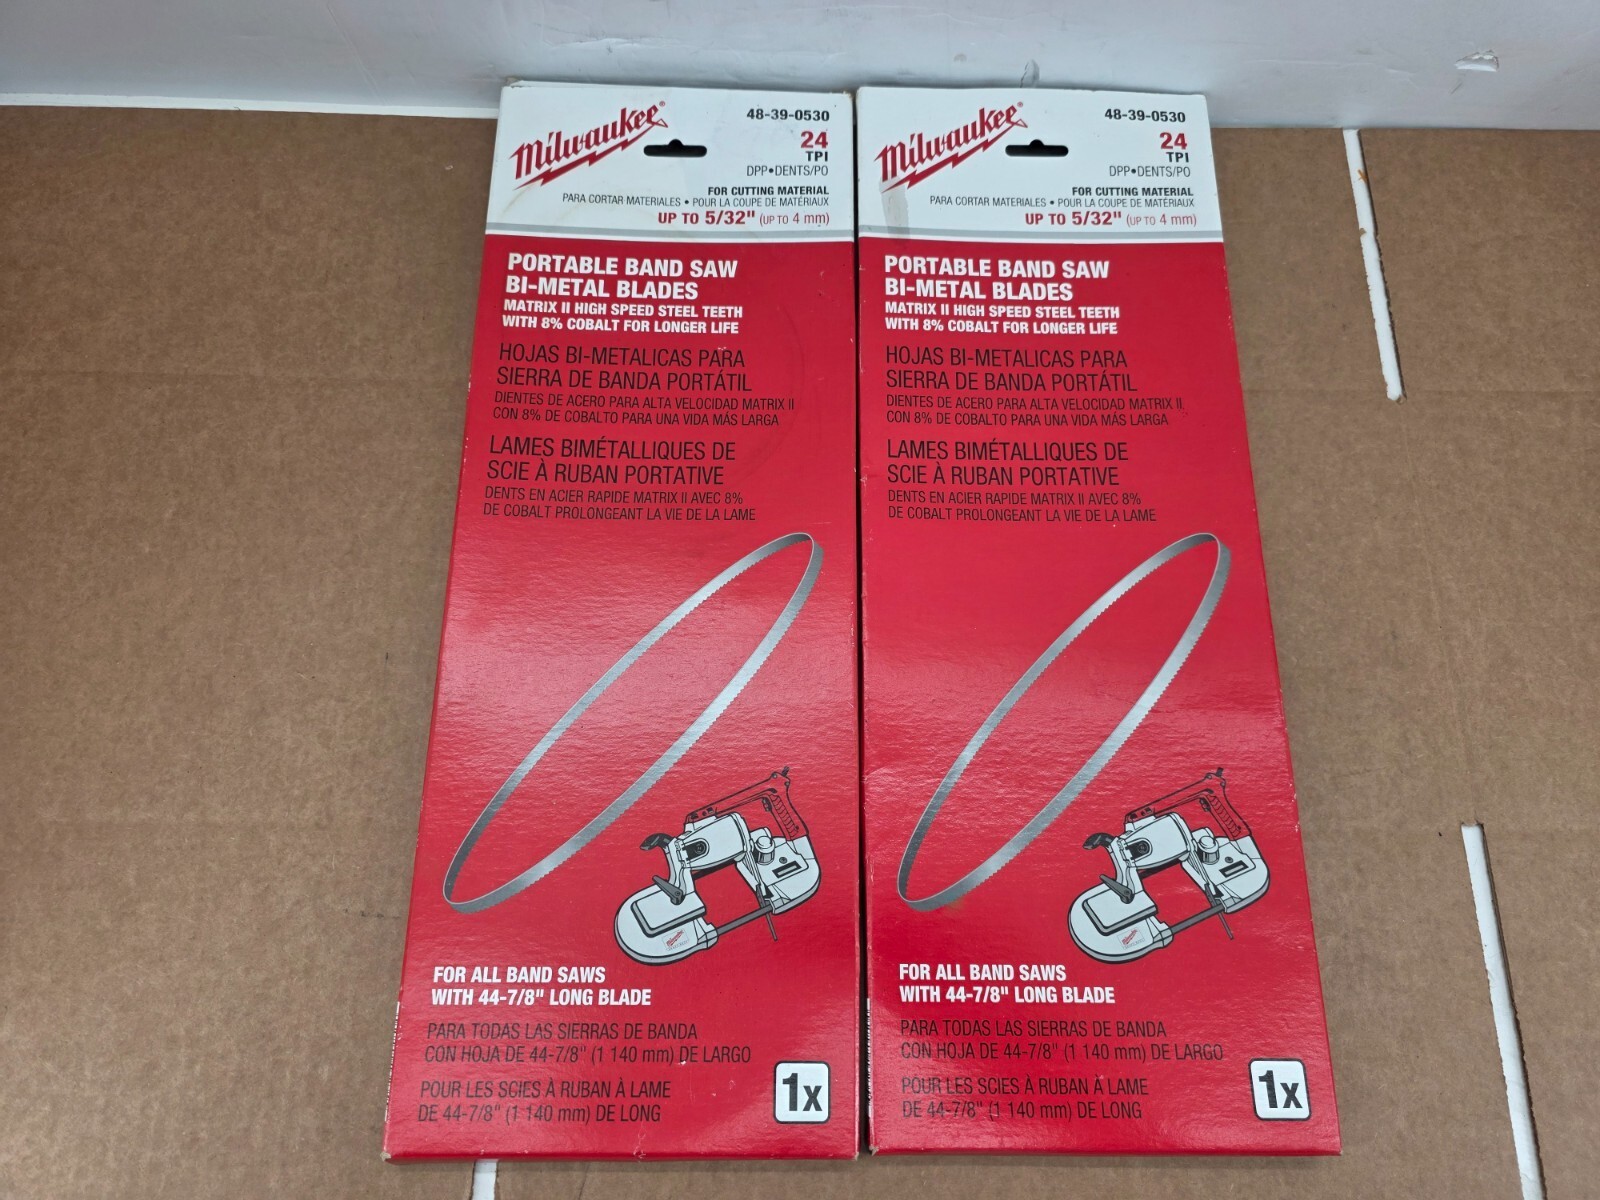 Milwaukee®
48-39-0530
24
TPI
DPP•DENTS/PO
FOR CUTTING MATERIAL
PARA CORTAR MATERIALES • POUR LA COUPE DE MATÉRIAUX
UP TO 5/32" (UP TO 4 mm)
PORTABLE BAND SAW
BI-METAL BLADES
MATRIX II HIGH SPEED STEEL TEETH
WITH 8% COBALT FOR LONGER LIFE
HOJAS BI-METALICAS PARA
SIERRA DE BANDA PORTÁTIL
DIENTES DE ACERO PARA ALTA VELOCIDAD MATRIX II
CON 8% DE COBALTO PARA UNA VIDA MÁS LARGA
LAMES BIMÉTALLIQUES DE
SCIE À RUBAN PORTATIVE
DENTS EN ACIER RAPIDE MATRIX II AVEC 8%
DE COBALT PROLONGEANT LA VIE DE LA LAME
Milwaukee
FOR ALL BAND SAWS
WITH 44-7/8" LONG BLADE
PARA TODAS LAS SIERRAS DE BANDA
CON HOJA DE 44-7/8" (1 140 mm) DE LARGO
POUR LES SCIES À RUBAN À LAME
DE 44-7/8" (1 140 mm) DE LONG
1x
Milwaukee®
48-39-0530
24
TPI
DPP•DENTS/PO
FOR CUTTING MATERIAL
PARA CORTAR MATERIALES • POUR LA COUPE DE MATÉRIAUX
UP TO 5/32" (UP TO 4 mm)
PORTABLE BAND SAW
BI-METAL BLADES
MATRIX II HIGH SPEED STEEL TEETH
WITH 8% COBALT FOR LONGER LIFE
HOJAS BI-METALICAS PARA
SIERRA DE BANDA PORTÁTIL
DIENTES DE ACERO PARA ALTA VELOCIDAD MATRIX II
CON 8% DE COBALTO PARA UNA VIDA MÁS LARGA
LAMES BIMÉTALLIQUES DE
SCIE À RUBAN PORTATIVE
DENTS EN ACIER RAPIDE MATRIX II AVEC 8%
DE COBALT PROLONGEANT LA VIE DE LA LAME
Milwaukee
FOR ALL BAND SAWS
WITH 44-7/8" LONG BLADE
PARA TODAS LAS SIERRAS DE BANDA
CON HOJA DE 44-7/8" (1 140 mm) DE LARGO
POUR LES SCIES À RUBAN À LAME
DE 44-7/8" (1 140 mm) DE LONG
1x